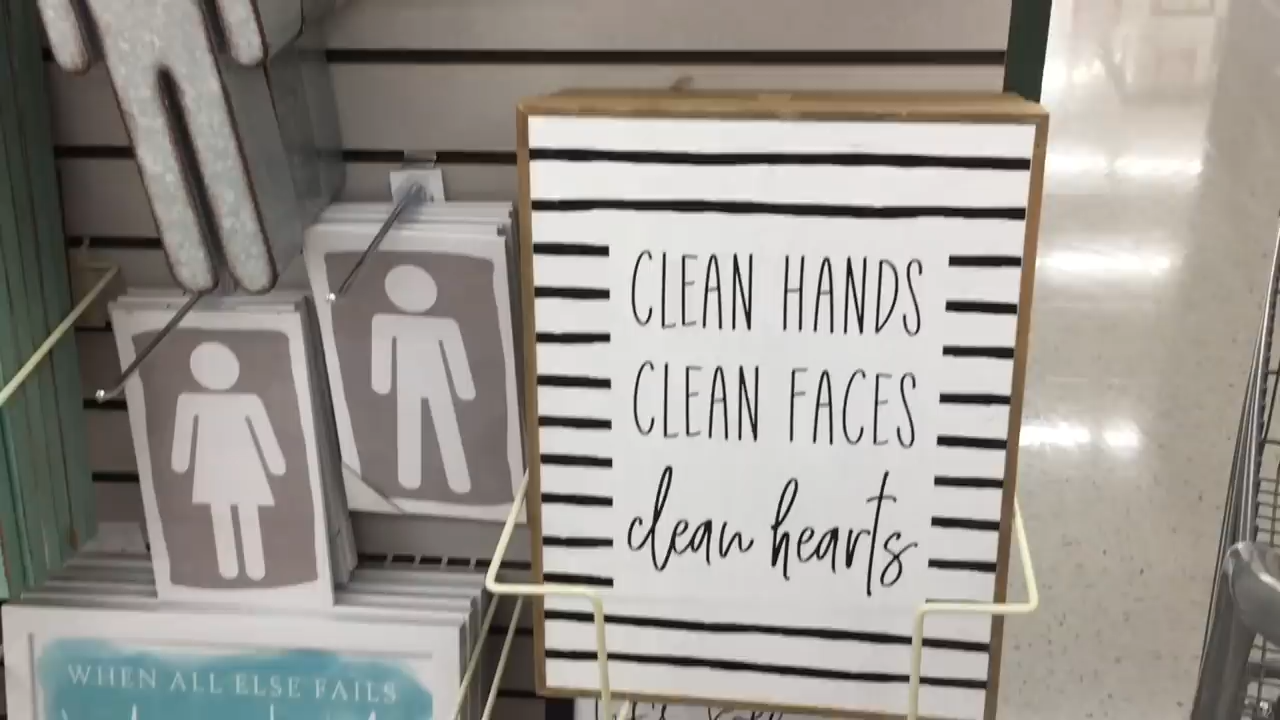 CLEAN HANDS
CLEAN FACES
clean hearts
WHEN ALL ELSE FAILS